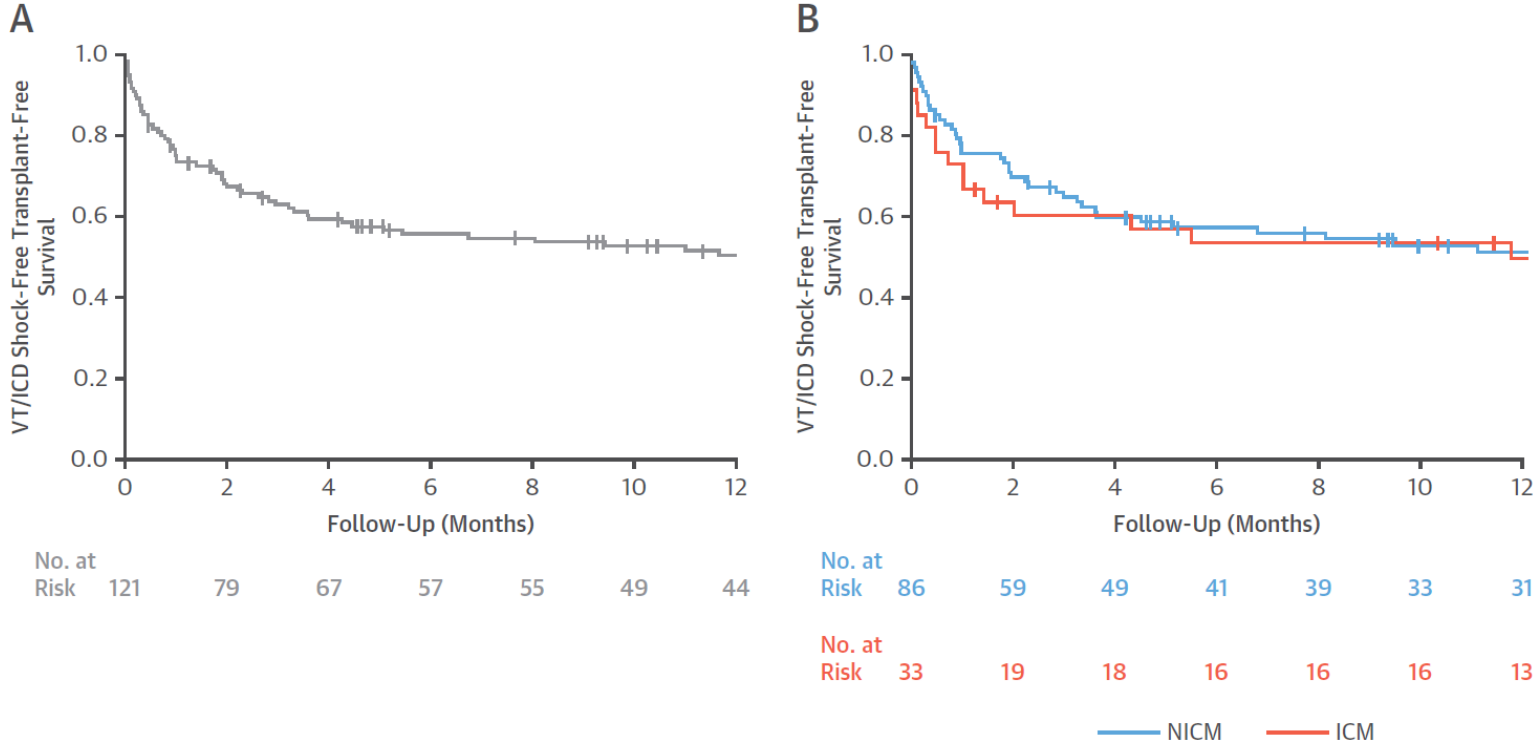 A
VT/ICD Shock-Free Transplant-Free
Survival
1.0
0.8
0.6
0.4
0.2
0.0
0 2 4 6 8 10 12
Follow-Up (Months)
No. at
Risk 121 79 67 57 55 49 44
B
VT/ICD Shock-Free Transplant-Free
Survival
1.0
0.8
0.6
0.4
0.2
0.0
0 2 4 6 8 10 12
Follow-Up (Months)
No. at
Risk 86 59 49 41 39 33 31
No. at
Risk 33 19 18 16 16 16 13
NICM ICM